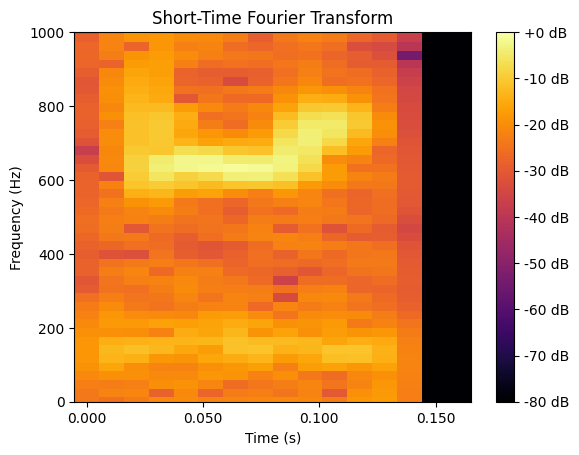 Short-Time Fourier Transform
Frequency (Hz)
1000
800
600
400
200
0
0.000
0.050
0.100
0.150
Time (s)
+0 dB
-10 dB
-20 dB
-30 dB
-40 dB
-50 dB
-60 dB
-70 dB
-80 dB